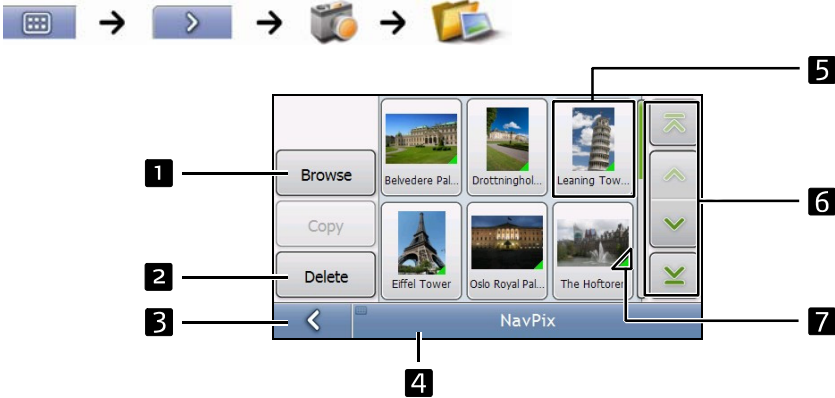 5
Browse
Copy
Delete
Belvedere Pal...
Drottninghol...
Leaning Tow...
Eiffel Tower
Oslo Royal Pal...
The Hoftoren
NavPix
1
2
3
4
6
7